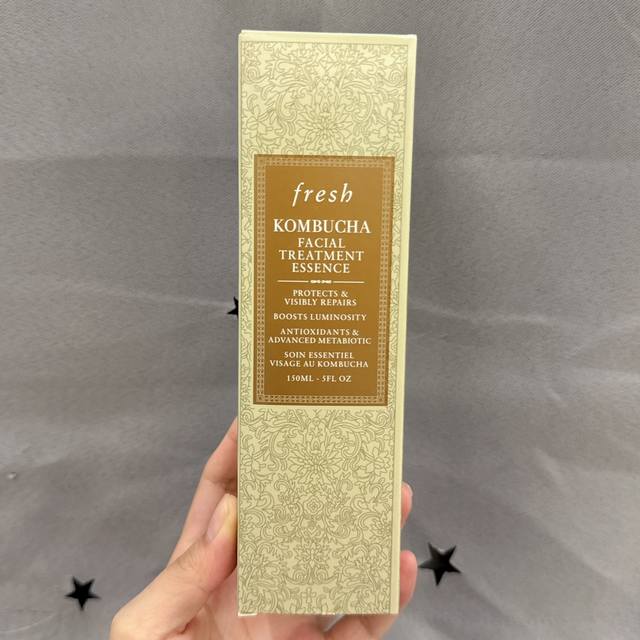 fresh
KOMBUCHA
FACIAL
TREATMENT
ESSENCE
PROTECTS &
VISIBLY REPAIRS
BOOSTS LUMINOSITY
ANTIOXIDANTS &
ADVANCED METABIOTIC
SOIN ESSENTIEL
VISAGE AU KOMBUCHA
150ML - 5FL OZ